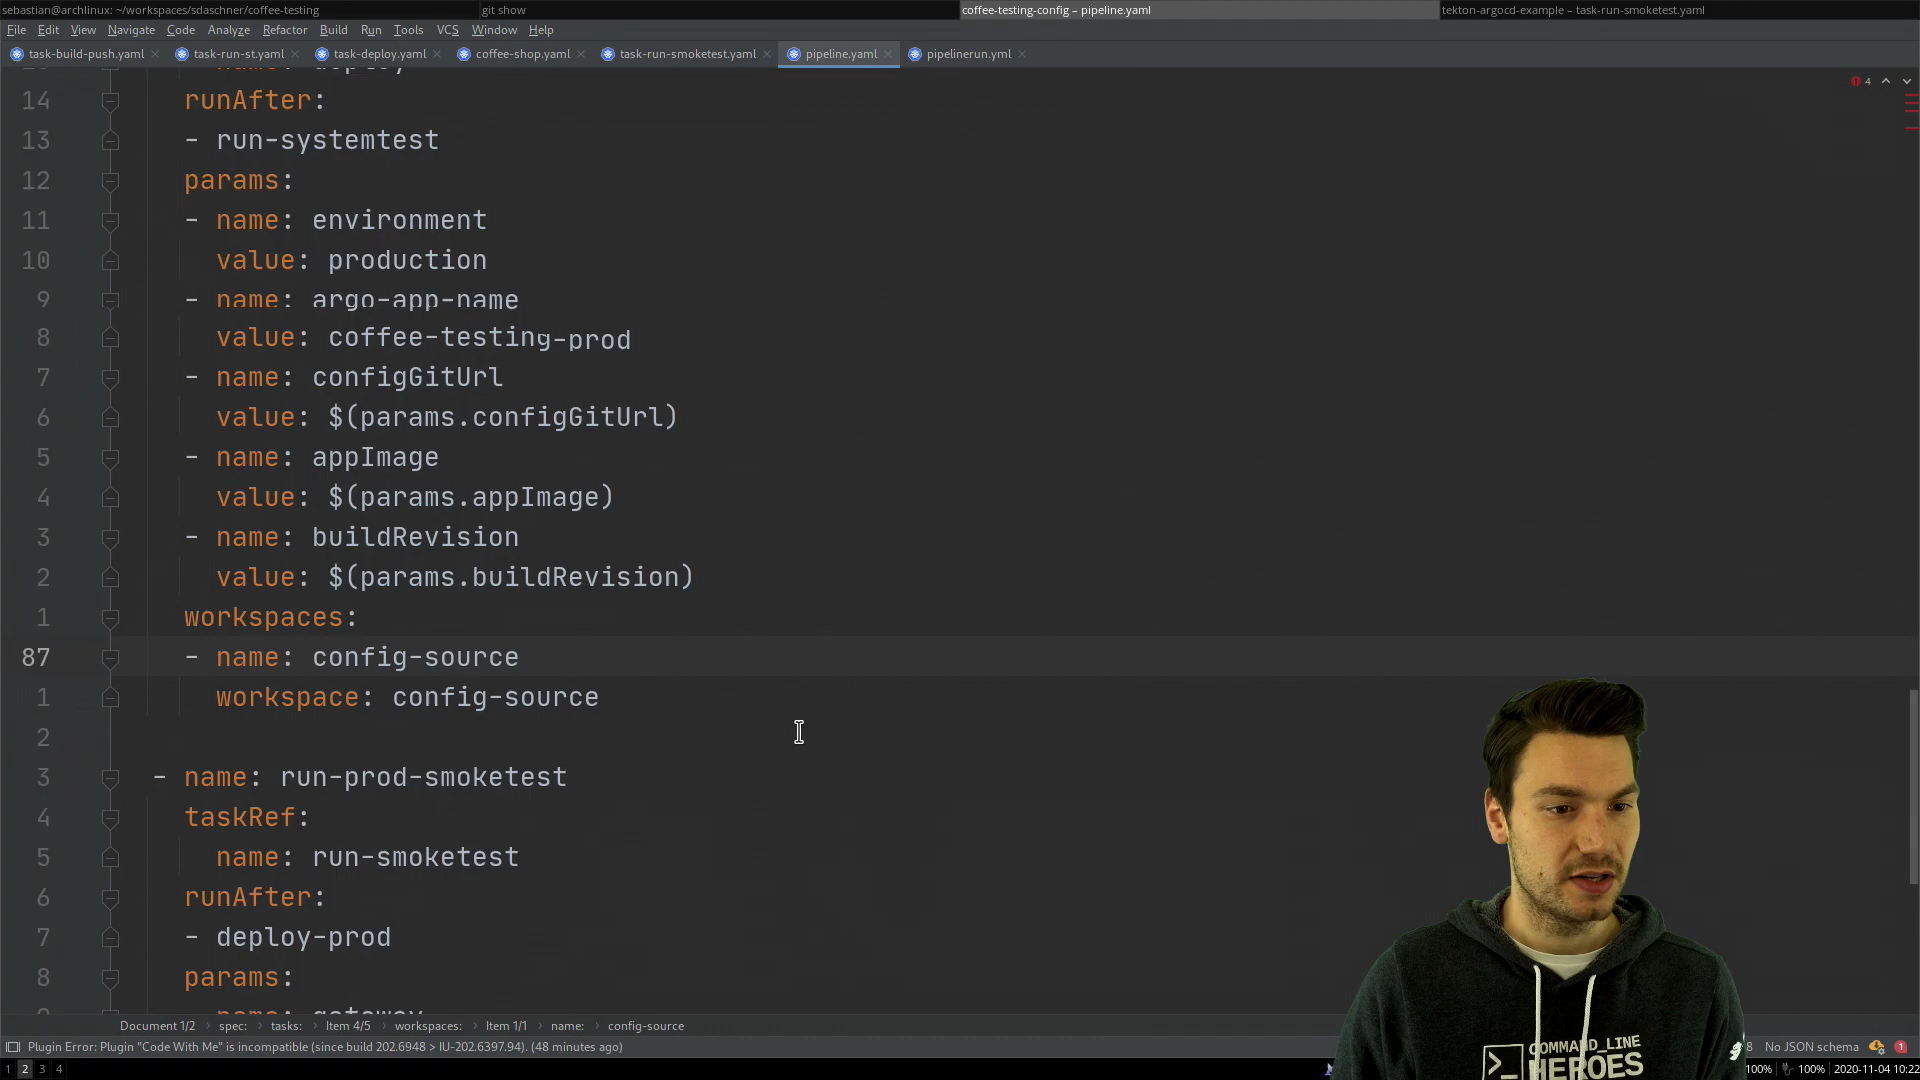 sebastian@archlinux: ~/workspaces/sdaschner/coffee-testing
git show
coffee-testing-config – pipeline.yaml
tekton-argocd-example – task-run-smoketest.yaml
File Edit View Navigate Code Analyze Refactor Build Run Tools VCS Window Help
task-build-push.yaml task-run-st.yaml task-deploy.yaml coffee-shop.yaml task-run-smoketest.yaml pipeline.yaml pipelinerun.yml
4
14 runAfter:
13 - run-systemtest
12 params:
11 - name: environment
10 value: production
9 - name: argo-app-name
8 value: coffee-testing-prod
7 - name: configGitUrl
6 value: $(params.configGitUrl)
5 - name: appImage
4 value: $(params.appImage)
3 - name: buildRevision
2 value: $(params.buildRevision)
1 workspaces:
87 - name: config-source
1 workspace: config-source
2
3 - name: run-prod-smoketest
4 taskRef:
5 name: run-smoketest
6 runAfter:
7 - deploy-prod
8 params:
Document 1/2 › spec: › tasks: › Item 4/5 › workspaces: › Item 1/1 › name: › config-source
Plugin Error: Plugin "Code With Me" is incompatible (since build 202.6948 > IU-202.6397.94). (48 minutes ago)
8 No JSON schema 1
1 2 3 4
100% 100% 2020-11-04 10:22
COMMAND_LINE
HEROES